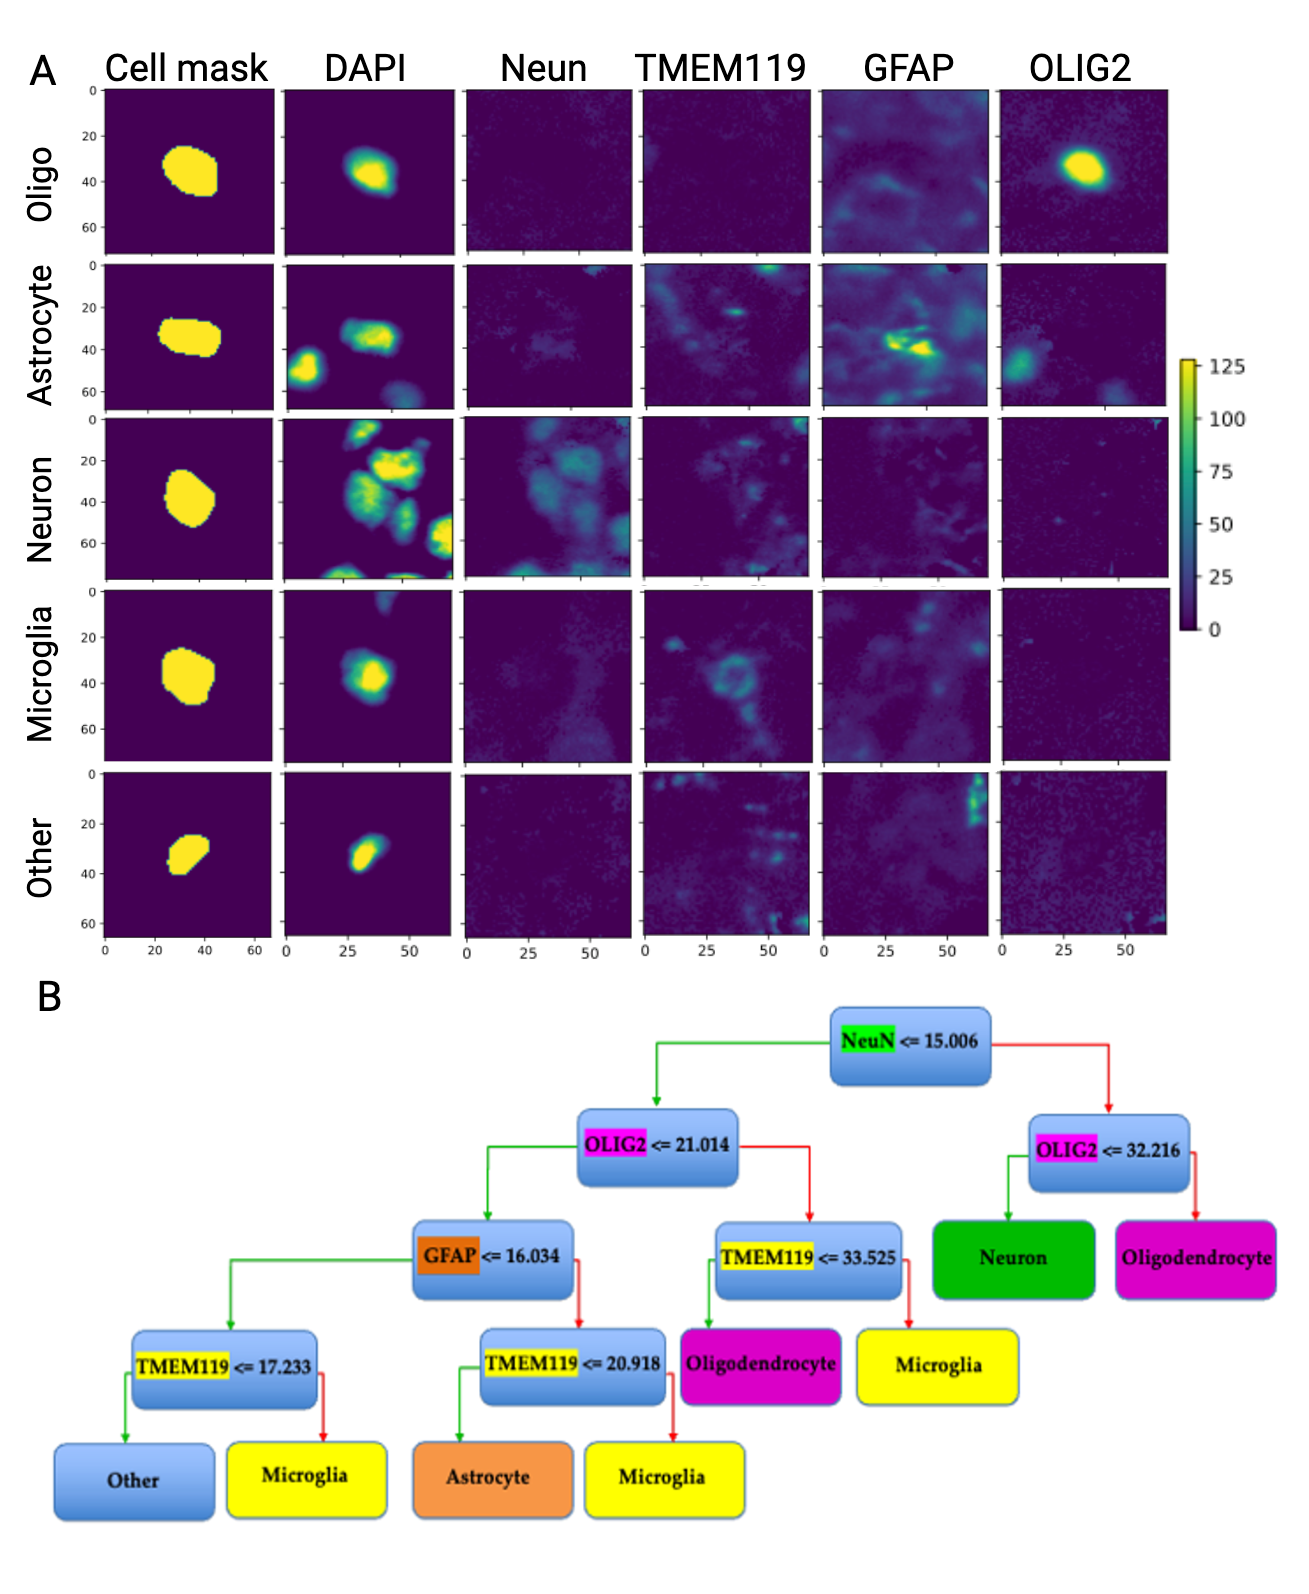 A
Cell mask DAPI Neun TMEM119 GFAP OLIG2
Oligo
0
20
40
60
Astrocyte
0
20
40
60
Neuron
0
20
40
60
Microglia
0
20
40
60
Other
0
20
40
60
0 20 40 60 0 25 50 0 25 50 0 25 50 0 25 50 0 25 50
125
100
75
50
25
0
B
NeuN <= 15.006
OLIG2 <= 21.014
OLIG2 <= 32.216
GFAP <= 16.034
TMEM119 <= 33.525
Neuron
Oligodendrocyte
TMEM119 <= 17.233
TMEM119 <= 20.918
Oligodendrocyte
Microglia
Other
Microglia
Astrocyte
Microglia